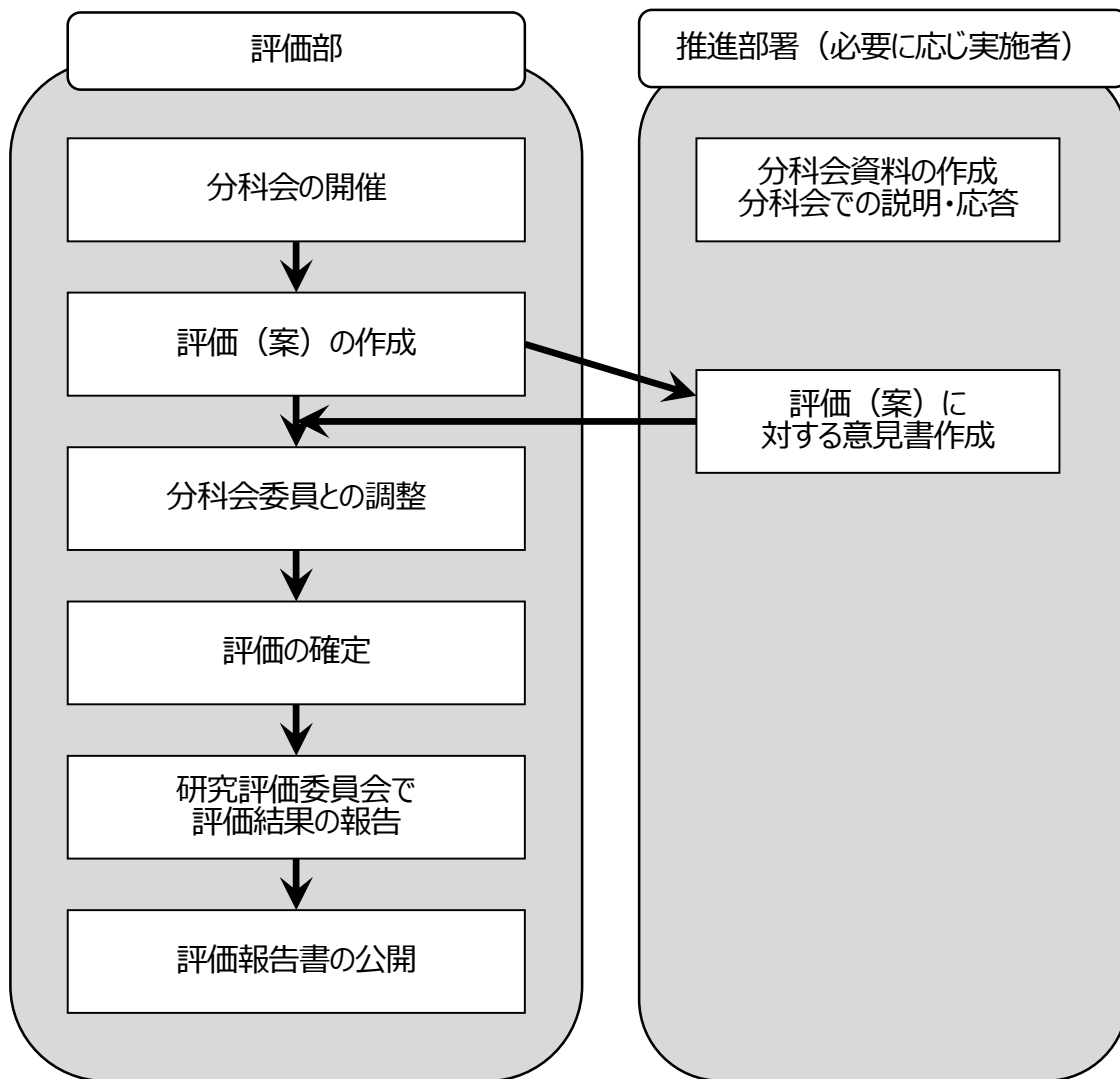 評価部
推進部署（必要に応じ実施者）
分科会の開催
分科会資料の作成
分科会での説明・応答
評価（案）の作成
評価（案）に
対する意見書作成
分科会委員との調整
評価の確定
研究評価委員会で
評価結果の報告
評価報告書の公開